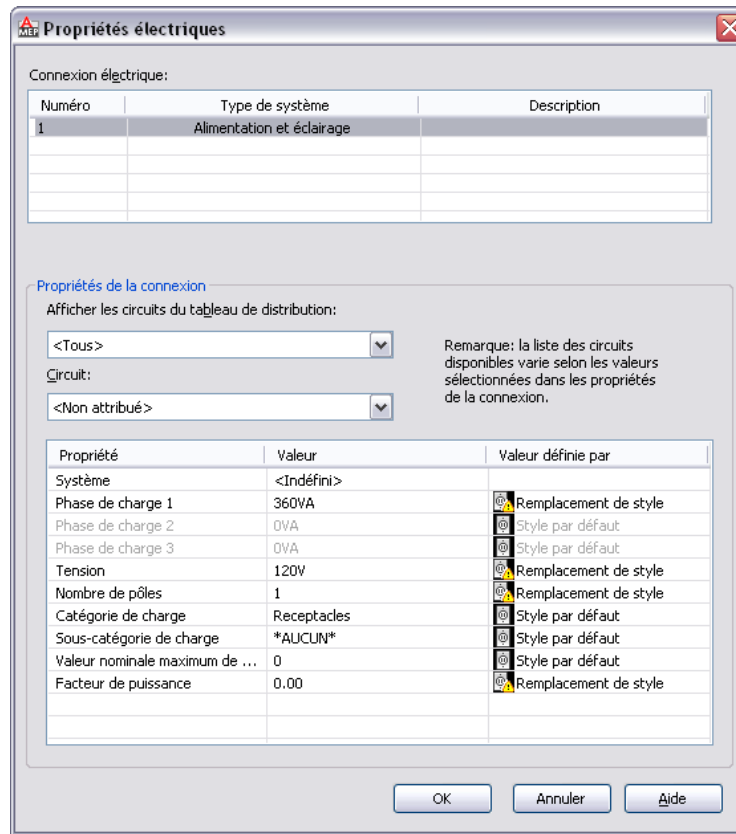 A MEP Propriétés électriques
Connexion électrique:
Numéro Type de système Description
1 Alimentation et éclairage
Propriétés de la connexion
Afficher les circuits du tableau de distribution:
<Tous>
Remarque: la liste des circuits
disponibles varie selon les valeurs
sélectionnées dans les propriétés
de la connexion.
Circuit:
<Non attribué>
Propriété Valeur Valeur définie par
Système <Indéfini>
Phase de charge 1 360VA Remplacement de style
Phase de charge 2 0VA Style par défaut
Phase de charge 3 0VA Style par défaut
Tension 120V Remplacement de style
Nombre de pôles 1 Remplacement de style
Catégorie de charge Receptacles Style par défaut
Sous-catégorie de charge *AUCUN* Style par défaut
Valeur nominale maximum de ... 0 Style par défaut
Facteur de puissance 0.00 Remplacement de style
OK Annuler Aide